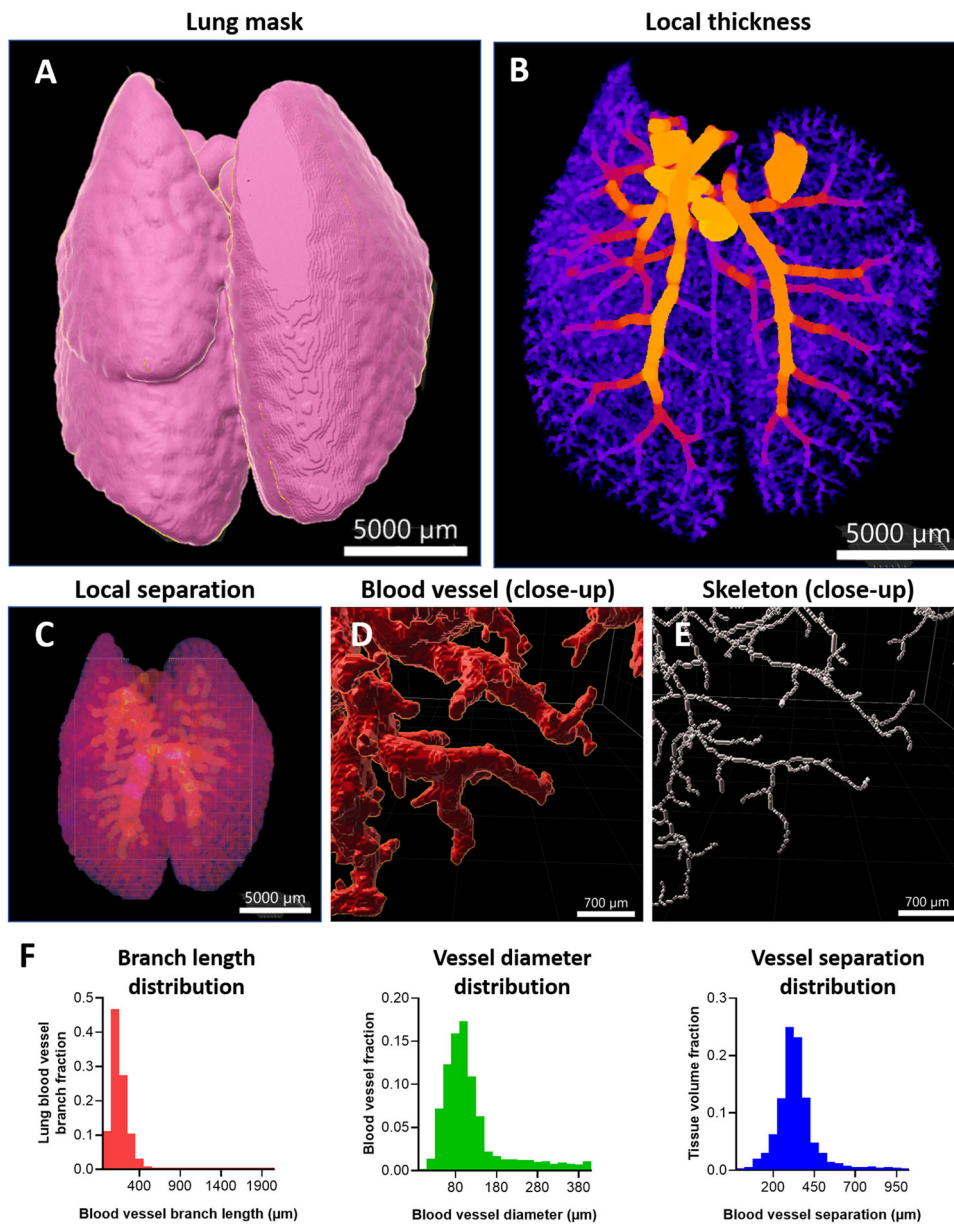 Lung mask
Local thickness
A
B
5000 µm
5000 µm
Local separation
Blood vessel (close-up)
Skeleton (close-up)
C
D
E
5000 µm
700 µm
700 µm
F
Branch length
distribution
Vessel diameter
distribution
Vessel separation
distribution
Lung blood vessel
branch fraction
0.5
0.4
0.3
0.2
0.1
0.0
400
900
1400
1900
Blood vessel branch length (µm)
Blood vessel fraction
0.20
0.15
0.10
0.05
0.00
80
180
280
380
Blood vessel diameter (µm)
Tissue volume fraction
0.3
0.2
0.1
0.0
200
450
700
950
Blood vessel separation (µm)